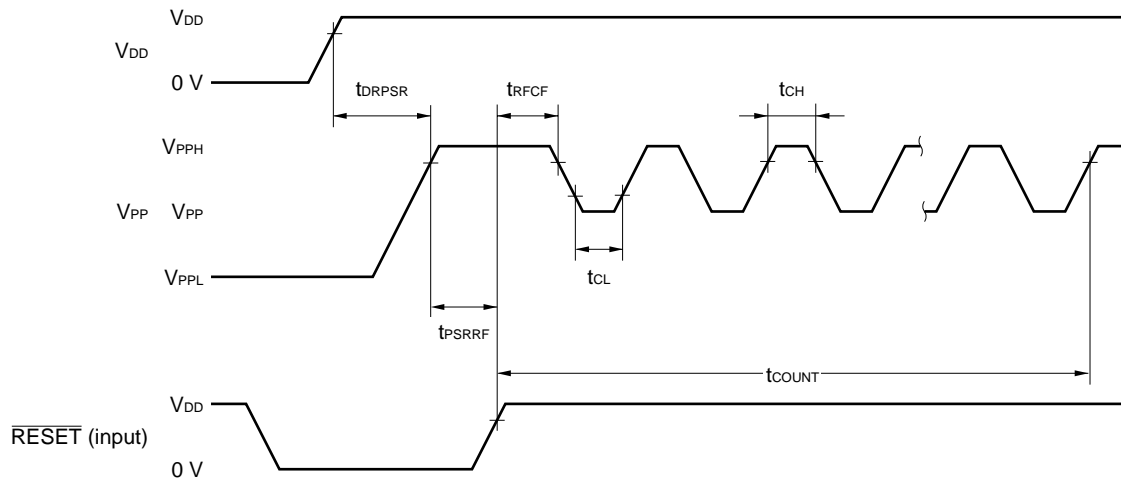 VDD
VDD
0 V
tDRPSR
tRFCF
tCH
VPPH
VPP VPP
VPPL
tCL
tPSRRF
tCOUNT
VDD
RESET (input)
0 V